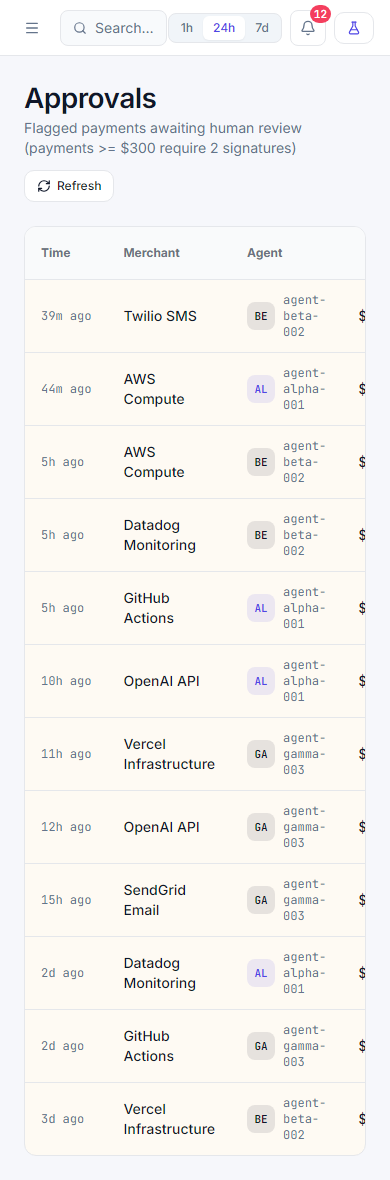 Search...
1h 24h 7d
12
Approvals
Flagged payments awaiting human review
(payments >= $300 require 2 signatures)
Refresh
Time Merchant Agent
39m ago Twilio SMS BE agent-
beta-
002 $
44m ago AWS
Compute AL agent-
alpha-
001 $
5h ago AWS
Compute BE agent-
beta-
002 $
5h ago Datadog
Monitoring BE agent-
beta-
002 $
5h ago GitHub
Actions AL agent-
alpha-
001 $
10h ago OpenAI API AL agent-
alpha-
001 $
11h ago Vercel
Infrastructure GA agent-
gamma-
003 $
12h ago OpenAI API GA agent-
gamma-
003 $
15h ago SendGrid
Email GA agent-
gamma-
003 $
2d ago Datadog
Monitoring AL agent-
alpha-
001 $
2d ago GitHub
Actions GA agent-
gamma-
003 $
3d ago Vercel
Infrastructure BE agent-
beta-
002 $